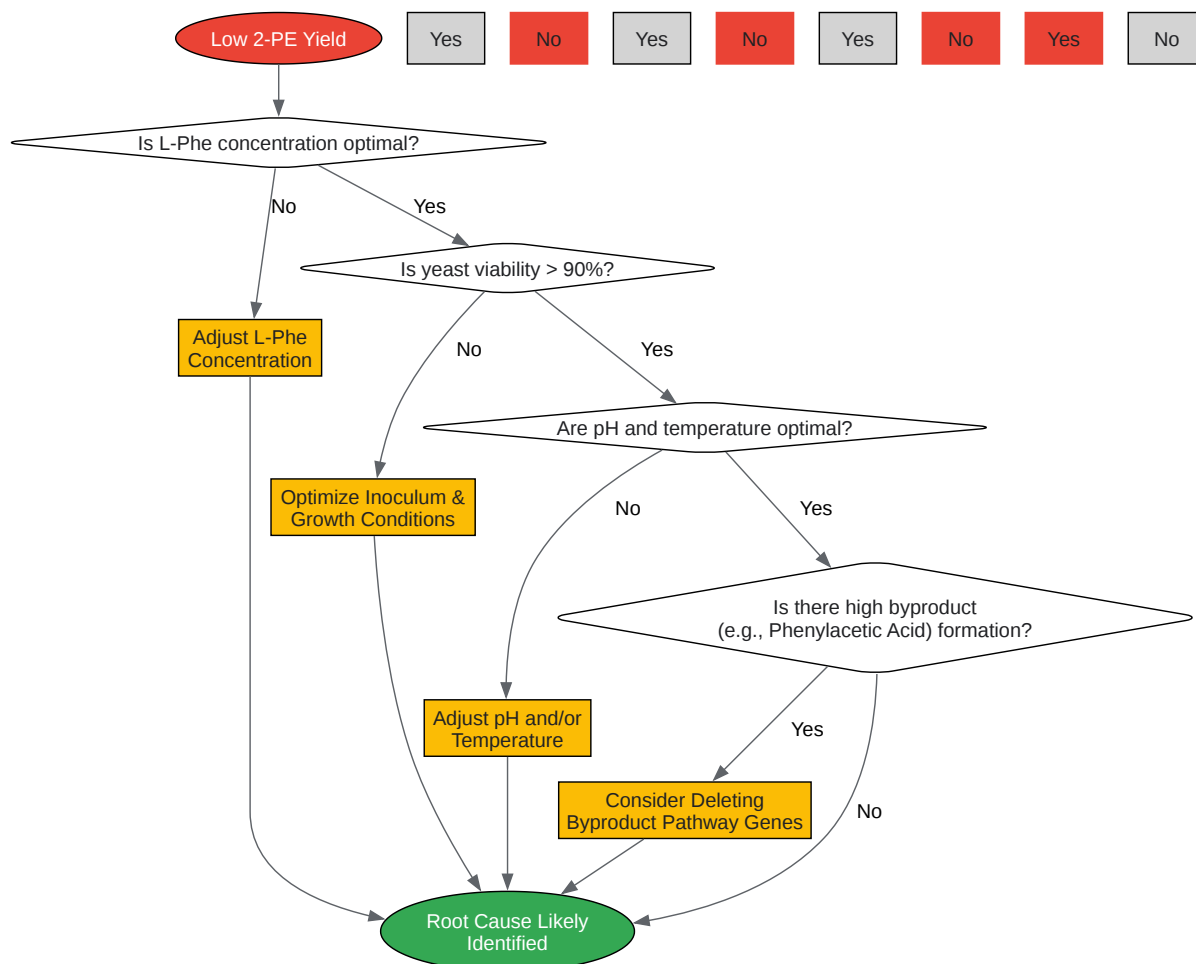 Low 2-PE Yield
Yes
No
Yes
No
Yes
No
Yes
No
Is L-Phe concentration optimal?
No
Yes
Is yeast viability > 90%?
Adjust L-Phe
Concentration
No
Yes
Are pH and temperature optimal?
Optimize Inoculum &
Growth Conditions
No
Yes
Is there high byproduct
(e.g., Phenylacetic Acid) formation?
Adjust pH and/or
Temperature
Yes
Consider Deleting
Byproduct Pathway Genes
No
Root Cause Likely
Identified